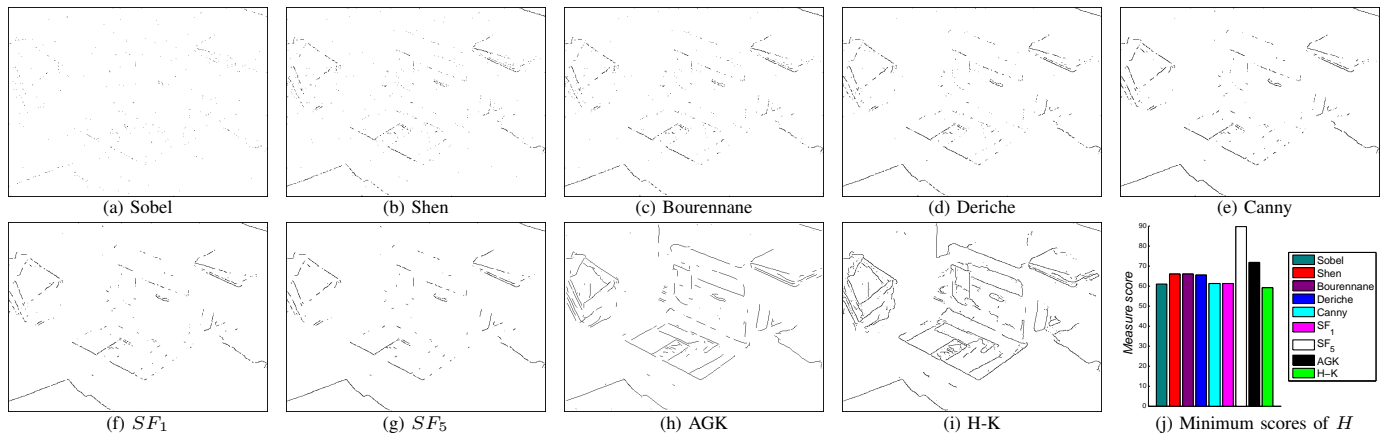 (a) Sobel
(b) Shen
(c) Bourennane
(d) Deriche
(e) Canny
(f) SF1
(g) SF5
(h) AGK
(i) H-K
90
80
70
60
50
40
30
20
10
0
Measure score
Sobel
Shen
Bourennane
Deriche
Canny
SF1
SF5
AGK
H-K
(j) Minimum scores of H